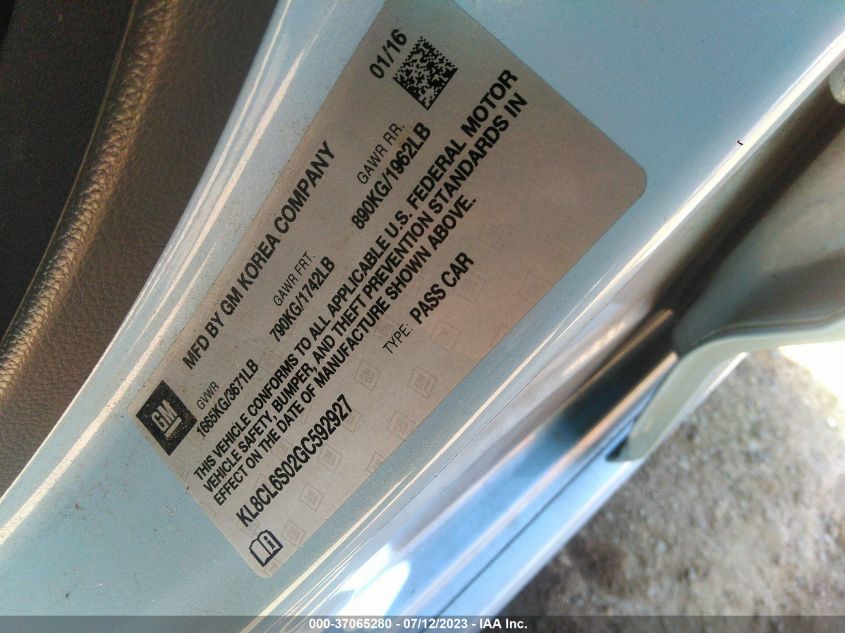 01/16
MFD BY GM KOREA COMPANY
GM
GVWR
GAWR FRT.
GAWR RR.
1665KG/3671LB
790KG/1742LB
890KG/1962LB
THIS VEHICLE CONFORMS TO ALL APPLICABLE U.S. FEDERAL MOTOR
VEHICLE SAFETY, BUMPER, AND THEFT PREVENTION STANDARDS IN
EFFECT ON THE DATE OF MANUFACTURE SHOWN ABOVE.
KL8CL6S02GC592927
TYPE: PASS CAR
000-37065280 - 07/12/2023 - IAA Inc.